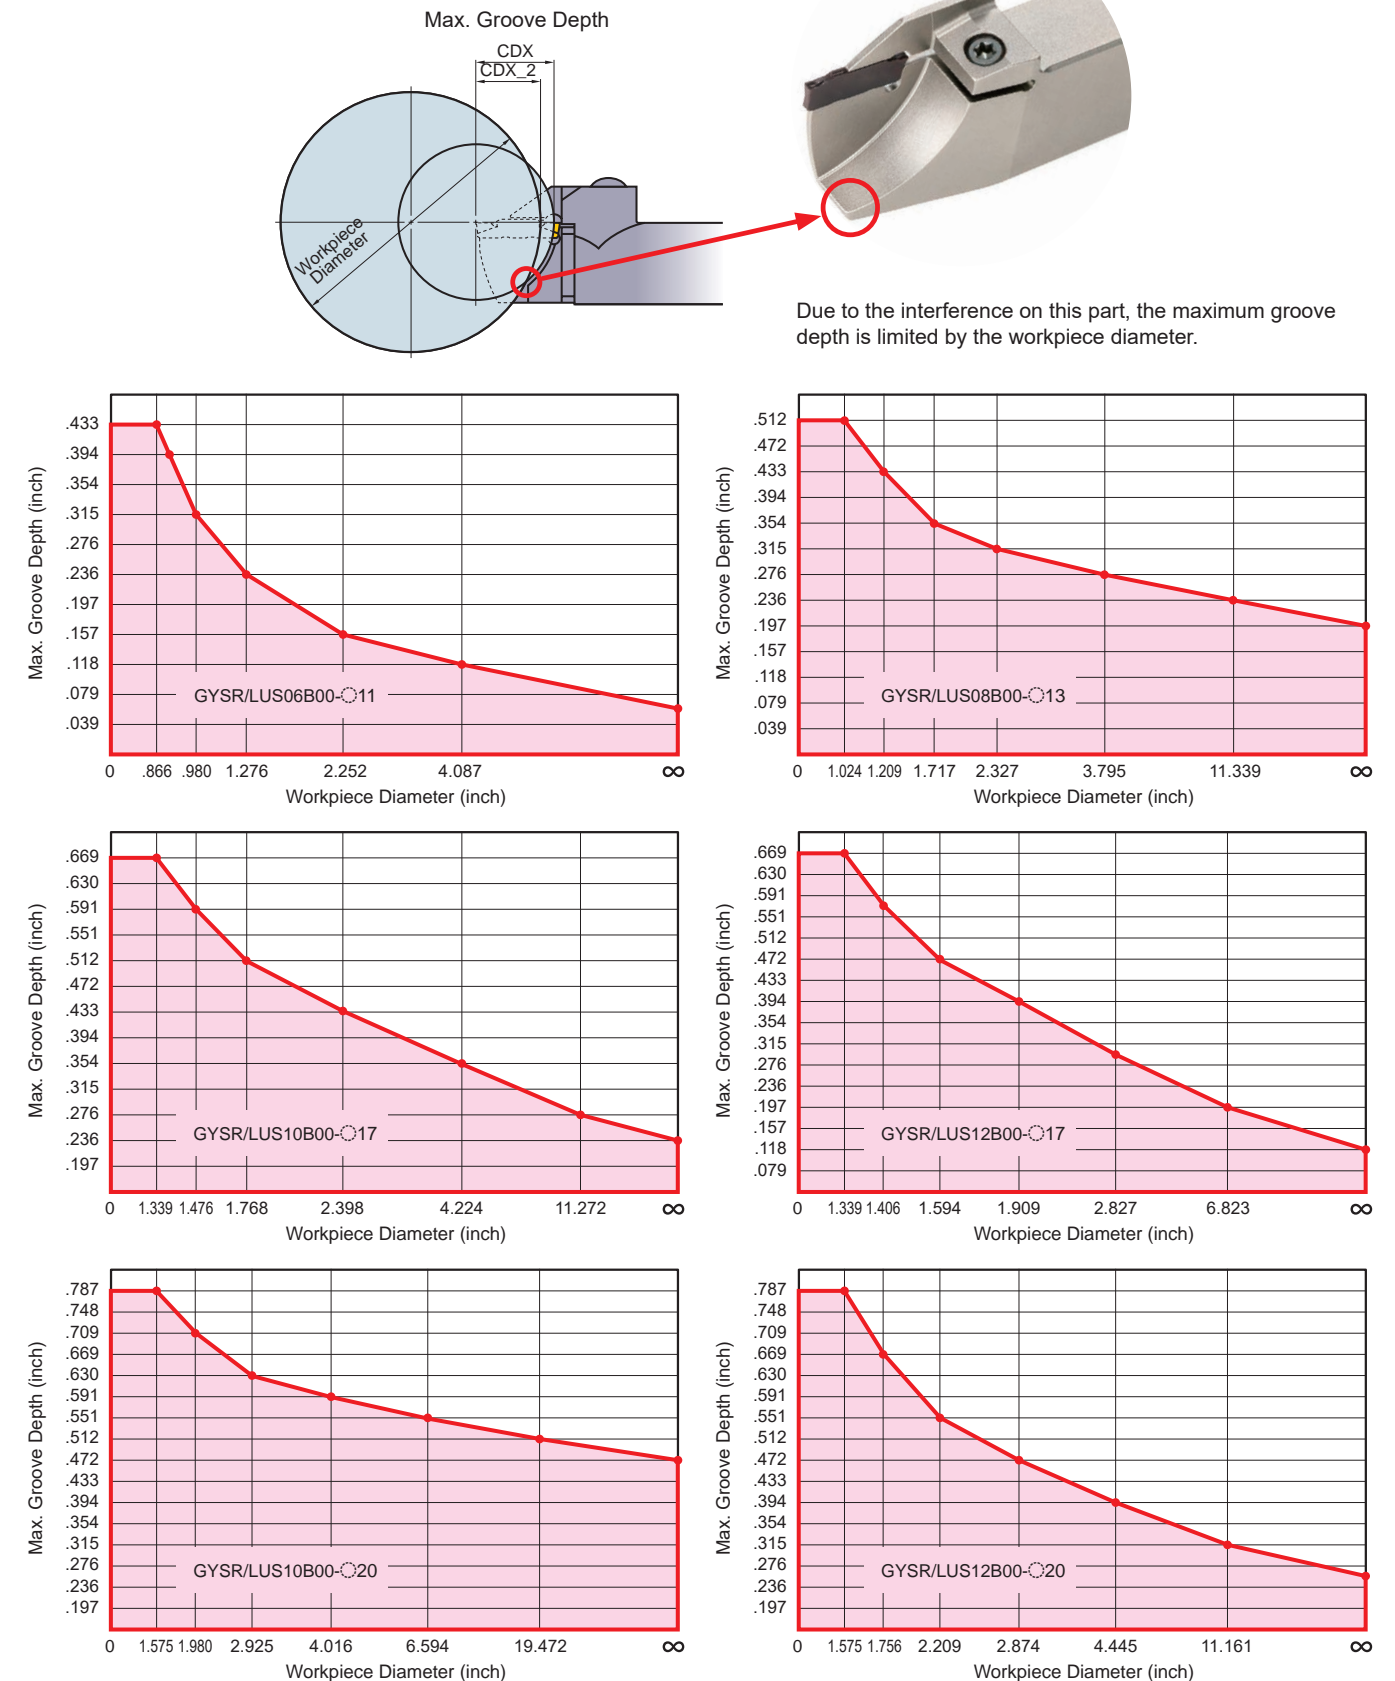 Max. Groove Depth
CDX
CDX_2
Workpiece
Diameter
Due to the interference on this part, the maximum groove
depth is limited by the workpiece diameter.
Max. Groove Depth (inch)
.433
.394
.354
.315
.276
.236
.197
.157
.118
.079
.039
GYSR/LUS06B00-◌11
0 .866 .980 1.276 2.252 4.087 ∞
Workpiece Diameter (inch)
Max. Groove Depth (inch)
.512
.472
.433
.394
.354
.315
.276
.236
.197
.157
.118
.079
.039
GYSR/LUS08B00-◌13
0 1.024 1.209 1.717 2.327 3.795 11.339 ∞
Workpiece Diameter (inch)
Max. Groove Depth (inch)
.669
.630
.591
.551
.512
.472
.433
.394
.354
.315
.276
.236
.197
GYSR/LUS10B00-◌17
0 1.339 1.476 1.768 2.398 4.224 11.272 ∞
Workpiece Diameter (inch)
Max. Groove Depth (inch)
.669
.630
.591
.551
.512
.472
.433
.394
.354
.315
.276
.236
.197
.157
.118
.079
GYSR/LUS12B00-◌17
0 1.339 1.406 1.594 1.909 2.827 6.823 ∞
Workpiece Diameter (inch)
Max. Groove Depth (inch)
.787
.748
.709
.669
.630
.591
.551
.512
.472
.433
.394
.354
.315
.276
.236
.197
GYSR/LUS10B00-◌20
0 1.575 1.980 2.925 4.016 6.594 19.472 ∞
Workpiece Diameter (inch)
Max. Groove Depth (inch)
.787
.748
.709
.669
.630
.591
.551
.512
.472
.433
.394
.354
.315
.276
.236
.197
GYSR/LUS12B00-◌20
0 1.575 1.756 2.209 2.874 4.445 11.161 ∞
Workpiece Diameter (inch)